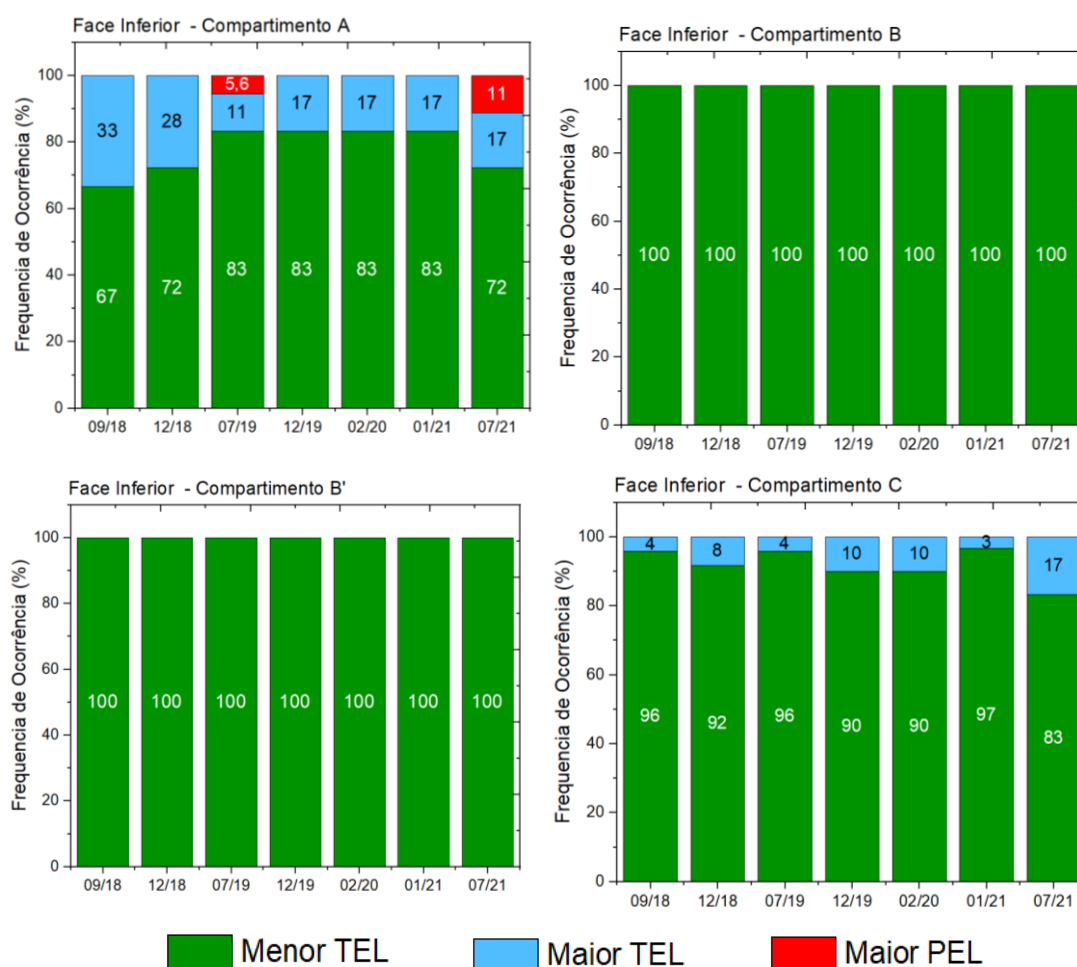 Face Inferior - Compartimento A
Frequencia de Ocorrência (%)
100
80
60
40
20
0
33
28
5,6
11
17
17
17
11
17
67
72
83
83
83
83
72
09/18 12/18 07/19 12/19 02/20 01/21 07/21
Face Inferior - Compartimento B
Frequencia de Ocorrência (%)
100
80
60
40
20
0
100 100 100 100 100 100 100
09/18 12/18 07/19 12/19 02/20 01/21 07/21
Face Inferior - Compartimento B'
Frequencia de Ocorrência (%)
100
80
60
40
20
0
100 100 100 100 100 100 100
09/18 12/18 07/19 12/19 02/20 01/21 07/21
Face Inferior - Compartimento C
Frequencia de Ocorrência (%)
100
80
60
40
20
0
4 8 4 10 10 3 17
96 92 96 90 90 97 83
09/18 12/18 07/19 12/19 02/20 01/21 07/21
Menor TEL Maior TEL Maior PEL